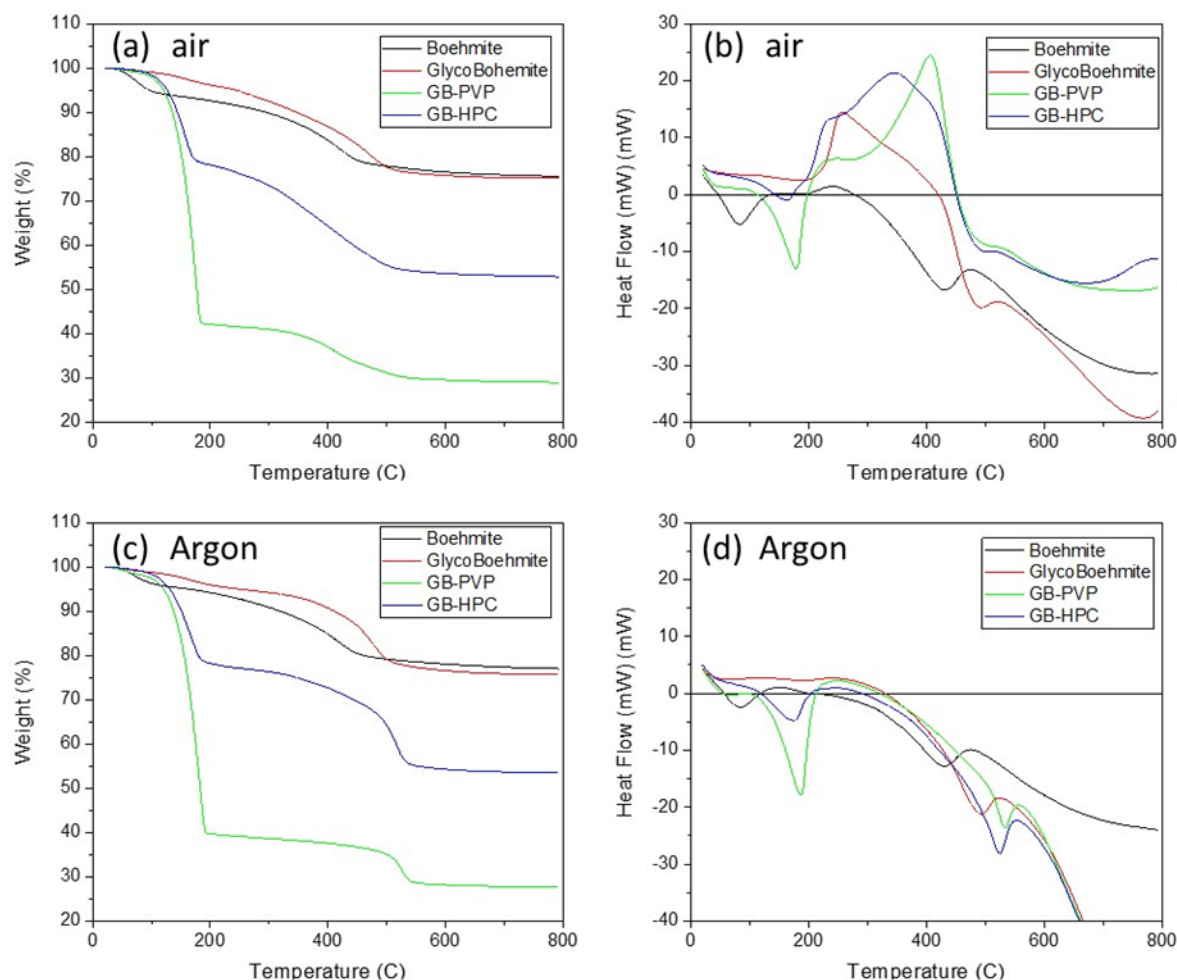 (a) air
Boehmite
GlycoBohemite
GB-PVP
GB-HPC
110
100
90
80
70
60
50
40
30
20
Weight (%)
0 200 400 600 800
Temperature (C)
(b) air
Boehmite
GlycoBoehmite
GB-PVP
GB-HPC
30
20
10
0
-10
-20
-30
-40
Heat Flow (mW) (mW)
0 200 400 600 800
Temperature (C)
(c) Argon
Boehmite
GlycoBoehmite
GB-PVP
GB-HPC
110
100
90
80
70
60
50
40
30
20
Weight (%)
0 200 400 600 800
Temperature (C)
(d) Argon
Boehmite
GlycoBoehmite
GB-PVP
GB-HPC
30
20
10
0
-10
-20
-30
-40
Heat Flow (mW) (mW)
0 200 400 600 800
Temperature (C)